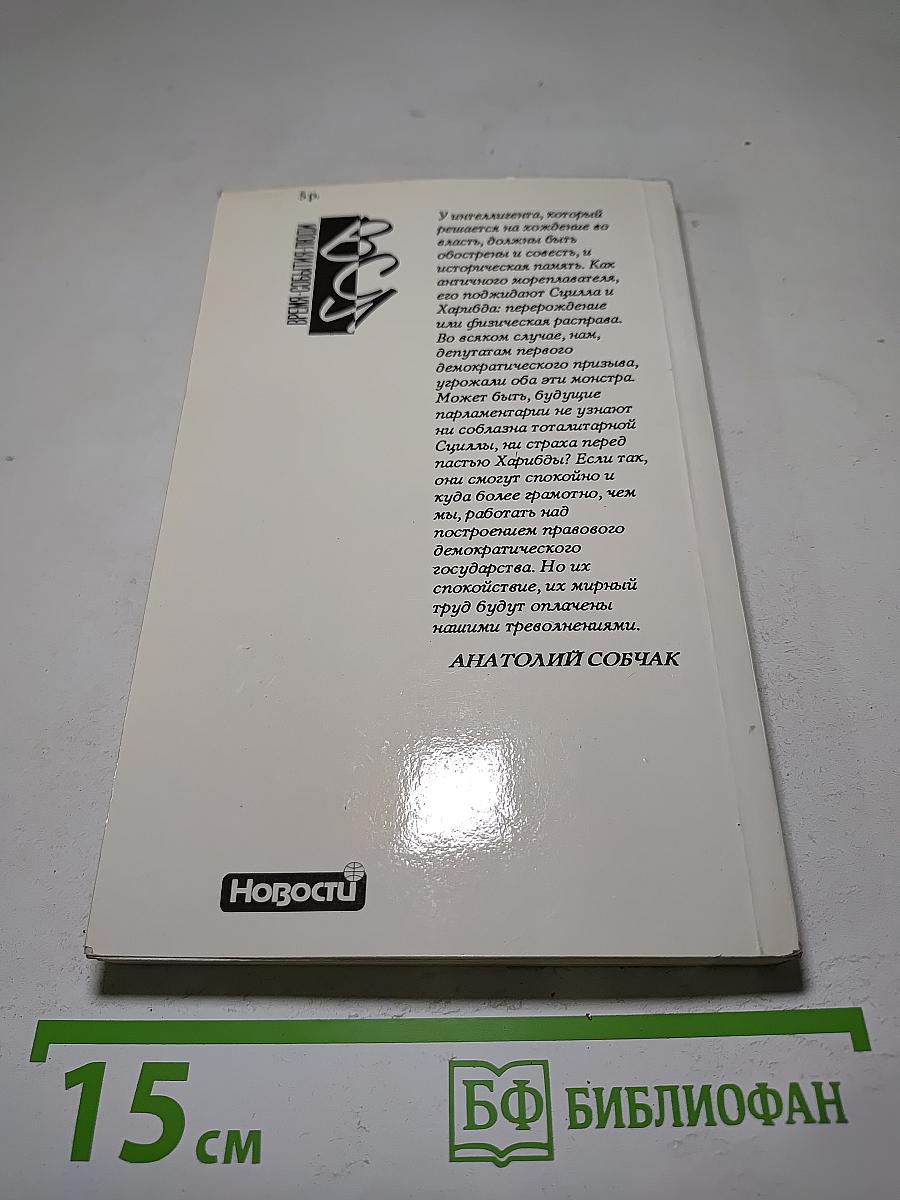 5 р.
ВРЕМЯ·СОБЫТИЯ·ЛЮДИ
У интеллигента, который
решается на хождение во
власть, должны быть
обострены и совесть, и
историческая память. Как
античного мореплавателя,
его поджидают Сцилла и
Харибда: перерождение
или физическая расправа.
Во всяком случае, нам,
депутатам первого
демократического призыва,
угрожали оба эти монстра.
Может быть, будущие
парламентарии не узнают
ни соблазна тоталитарной
Сциллы, ни страха перед
пастью Харибды? Если так,
они смогут спокойно и
куда более грамотно, чем
мы, работать над
построением правового
демократического
государства. Но их
спокойствие, их мирный
труд будут оплачены
нашими треволнениями.
АНАТОЛИЙ СОБЧАК
Новости
15 см
БФ БИБЛИОФАН